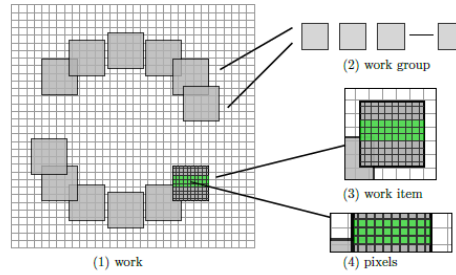 (2) work group
(3) work item
(1) work
(4) pixels